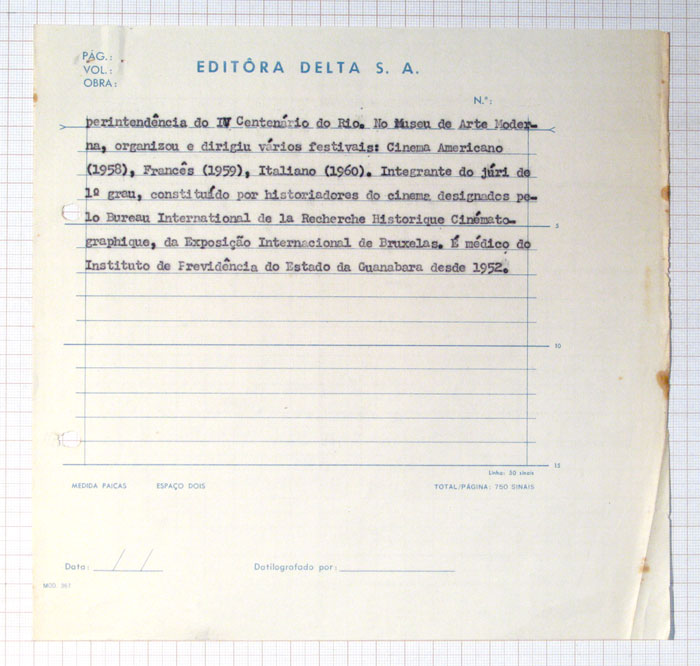 PÁG.:
VOL.:
OBRA:
EDITÔRA DELTA S. A.
N.º:
perintendência do IV Centenário do Rio. No Museu de Arte Moder-
na, organizou e dirigiu vários festivais: Cinema Americano
(1958), Francês (1959), Italiano (1960). Integrante do júri de
1º grau, constituído por historiadores do cinema designados pe-
lo Bureau International de la Recherche Historique Cinémato-
graphique, da Exposição Internacional de Bruxelas. É médico do
Instituto de Previdência do Estado da Guanabara desde 1952.
5
10
15
Linha: 50 sinais
MEDIDA PAICAS ESPAÇO DOIS TOTAL/PÁGINA: 750 SINAIS
Data: / / Datilografado por:
MOD.